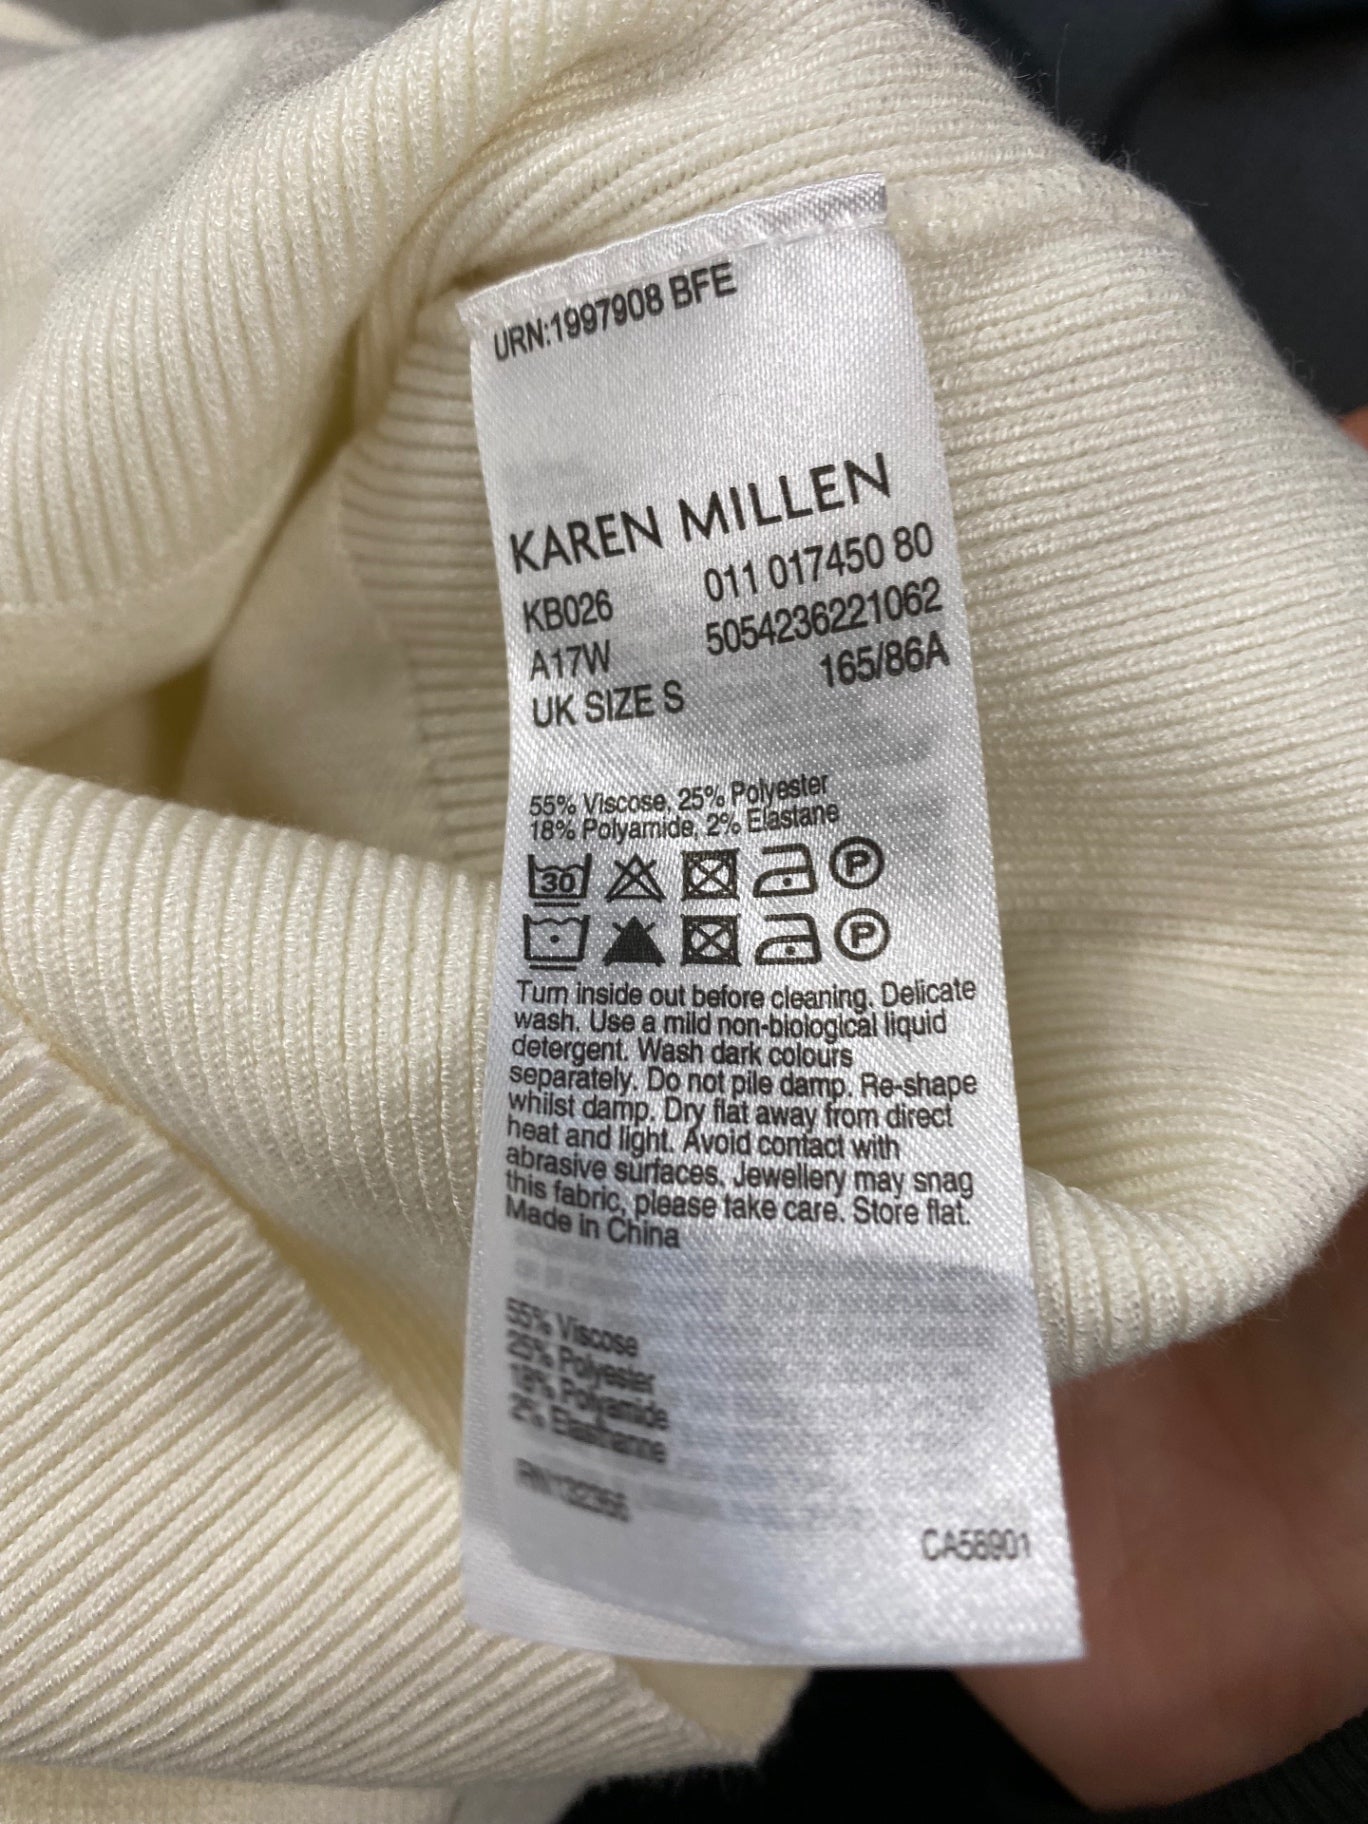 URN:1997908 BFE
KAREN MILLEN
KB026 011 017450 80
A17W 5054236221062
UK SIZE S 165/86A
55% Viscose, 25% Polyester
18% Polyamide, 2% Elastane
30 P
P
Turn inside out before cleaning. Delicate
wash. Use a mild non-biological liquid
detergent. Wash dark colours
separately. Do not pile damp. Re-shape
whilst damp. Dry flat away from direct
heat and light. Avoid contact with
abrasive surfaces. Jewellery may snag
this fabric, please take care. Store flat.
Made in China
55% Viscose
25% Polyester
18% Polyamide
2% Elasthanne
CA58901